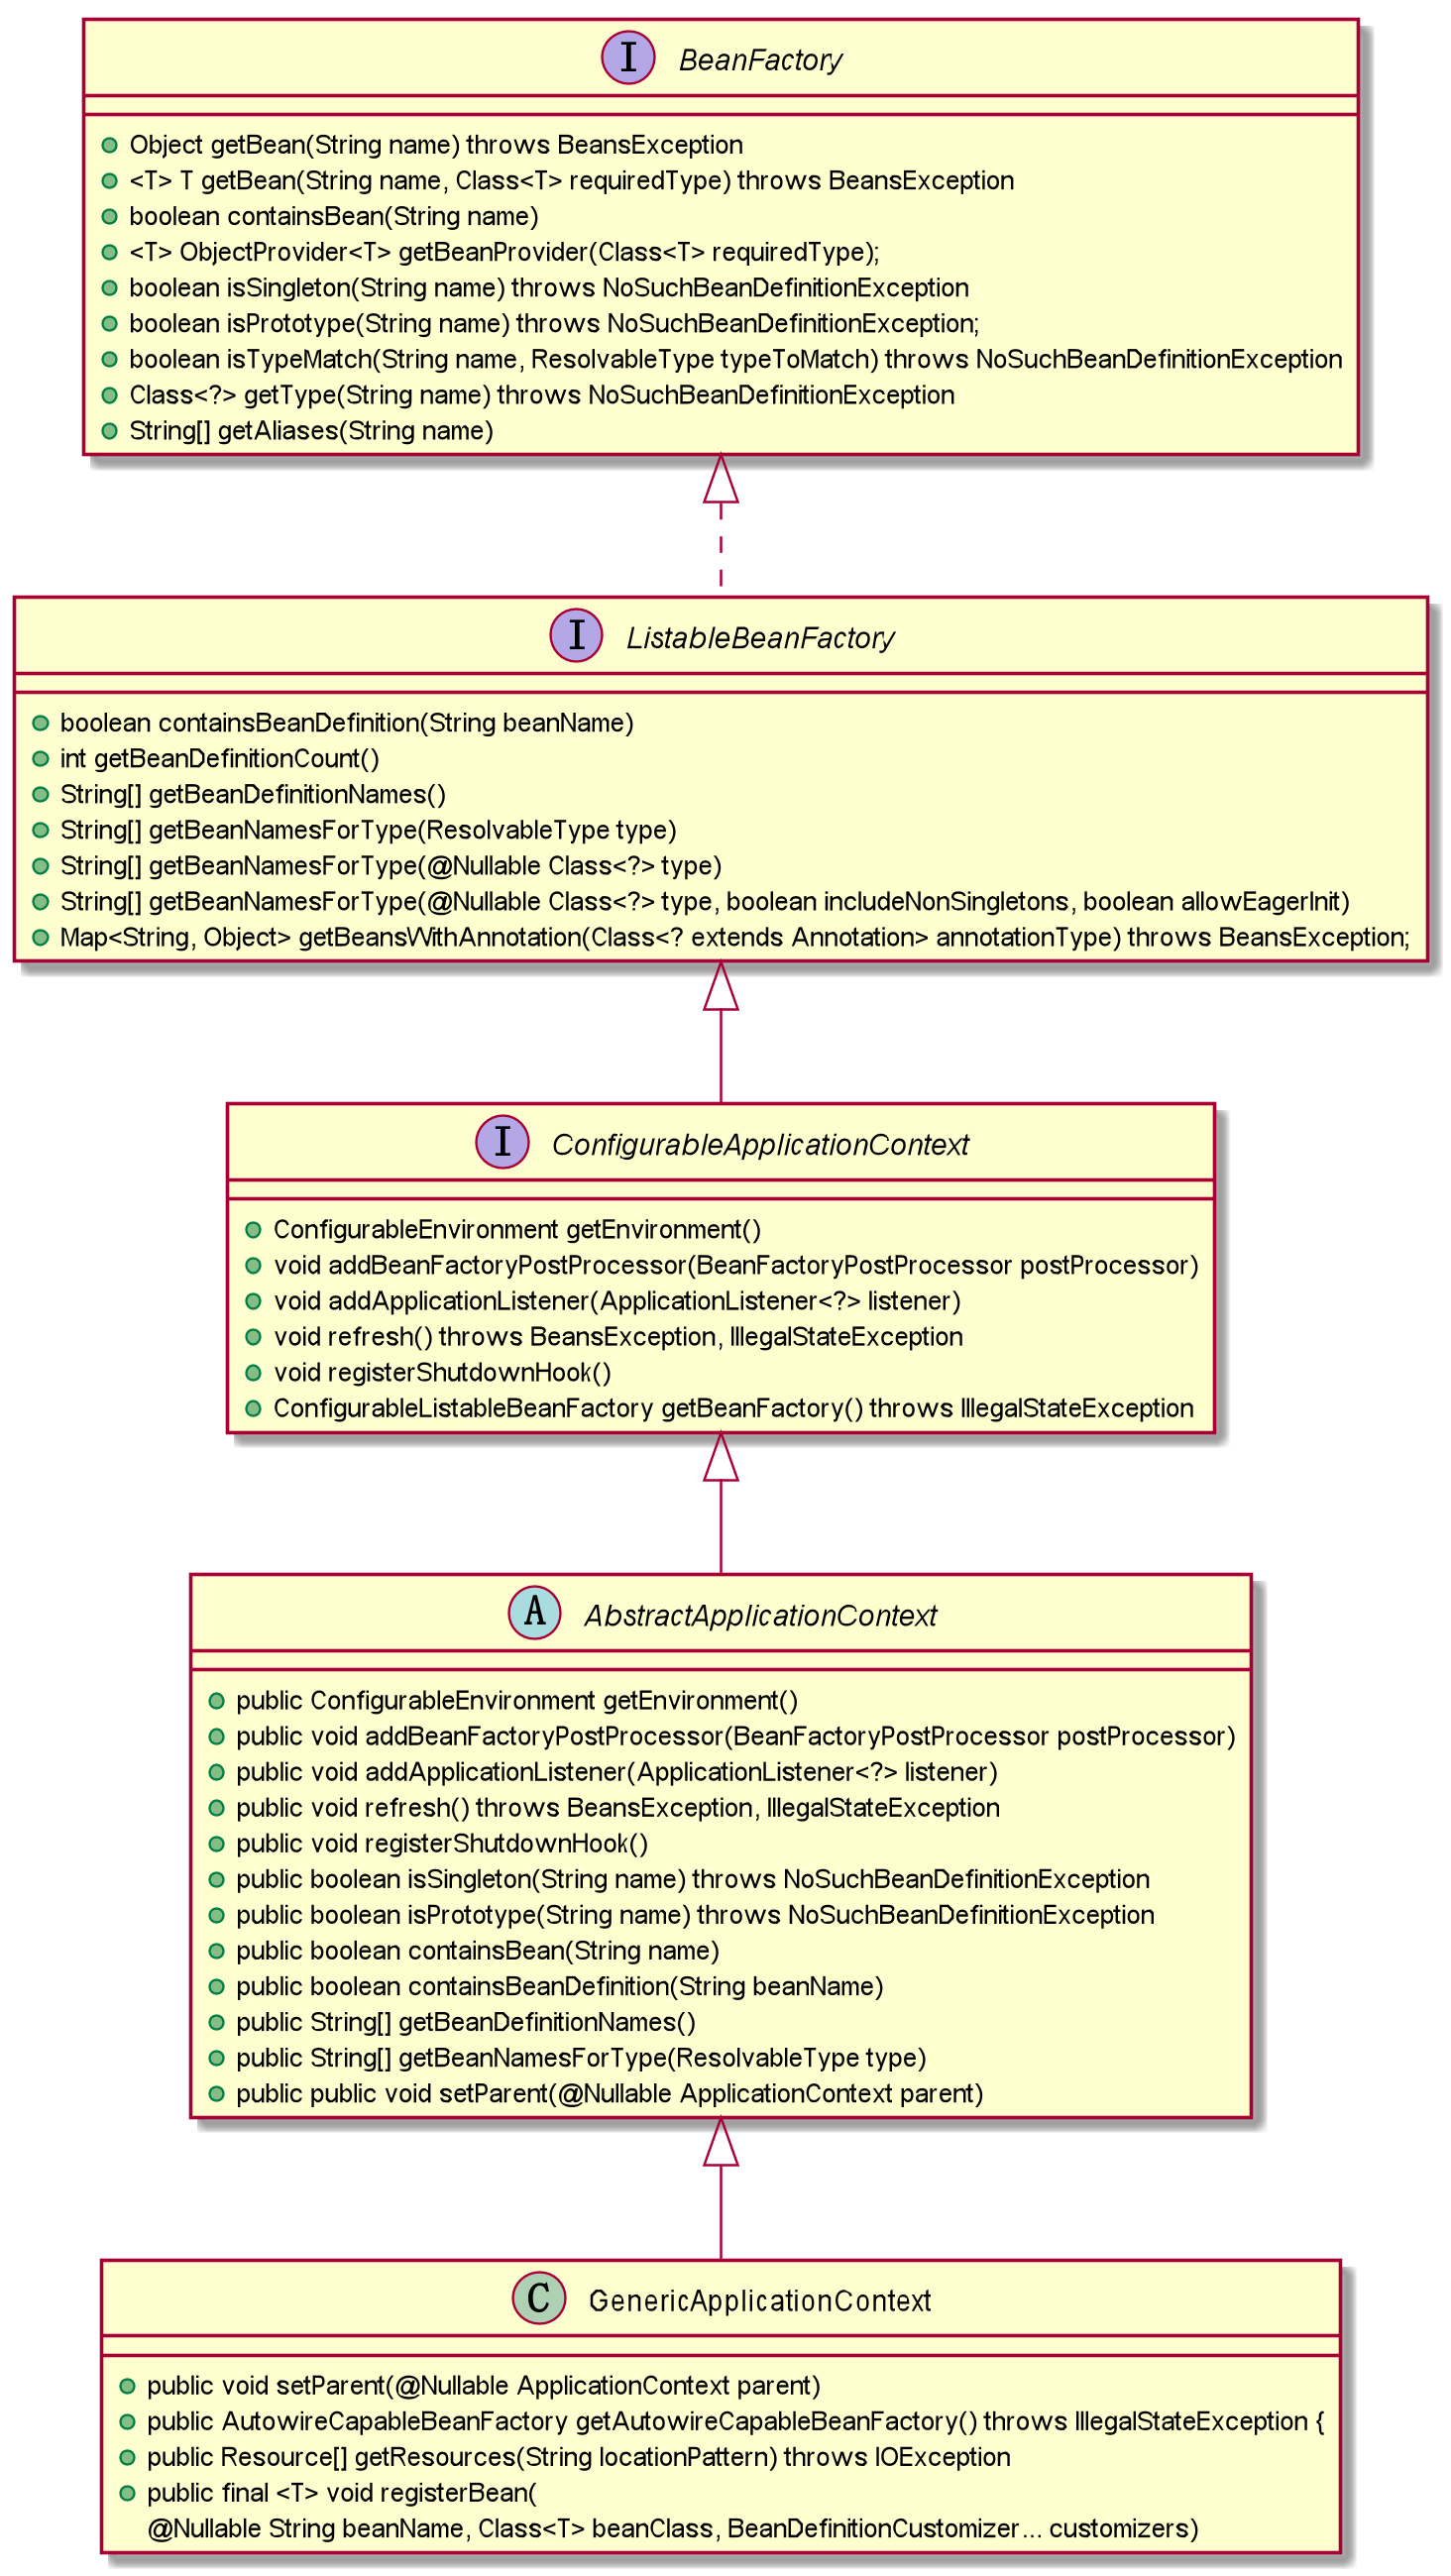 I BeanFactory
Object getBean(String name) throws BeansException
<T> T getBean(String name, Class<T> requiredType) throws BeansException
boolean containsBean(String name)
<T> ObjectProvider<T> getBeanProvider(Class<T> requiredType);
boolean isSingleton(String name) throws NoSuchBeanDefinitionException
boolean isPrototype(String name) throws NoSuchBeanDefinitionException;
boolean isTypeMatch(String name, ResolvableType typeToMatch) throws NoSuchBeanDefinitionException
Class<?> getType(String name) throws NoSuchBeanDefinitionException
String[] getAliases(String name)
I ListableBeanFactory
boolean containsBeanDefinition(String beanName)
int getBeanDefinitionCount()
String[] getBeanDefinitionNames()
String[] getBeanNamesForType(ResolvableType type)
String[] getBeanNamesForType(@Nullable Class<?> type)
String[] getBeanNamesForType(@Nullable Class<?> type, boolean includeNonSingletons, boolean allowEagerInit)
Map<String, Object> getBeansWithAnnotation(Class<? extends Annotation> annotationType) throws BeansException;
I ConfigurableApplicationContext
ConfigurableEnvironment getEnvironment()
void addBeanFactoryPostProcessor(BeanFactoryPostProcessor postProcessor)
void addApplicationListener(ApplicationListener<?> listener)
void refresh() throws BeansException, IllegalStateException
void registerShutdownHook()
ConfigurableListableBeanFactory getBeanFactory() throws IllegalStateException
A AbstractApplicationContext
public ConfigurableEnvironment getEnvironment()
public void addBeanFactoryPostProcessor(BeanFactoryPostProcessor postProcessor)
public void addApplicationListener(ApplicationListener<?> listener)
public void refresh() throws BeansException, IllegalStateException
public void registerShutdownHook()
public boolean isSingleton(String name) throws NoSuchBeanDefinitionException
public boolean isPrototype(String name) throws NoSuchBeanDefinitionException
public boolean containsBean(String name)
public boolean containsBeanDefinition(String beanName)
public String[] getBeanDefinitionNames()
public String[] getBeanNamesForType(ResolvableType type)
public public void setParent(@Nullable ApplicationContext parent)
C GenericApplicationContext
public void setParent(@Nullable ApplicationContext parent)
public AutowireCapableBeanFactory getAutowireCapableBeanFactory() throws IllegalStateException {
public Resource[] getResources(String locationPattern) throws IOException
public final <T> void registerBean(
@Nullable String beanName, Class<T> beanClass, BeanDefinitionCustomizer... customizers)